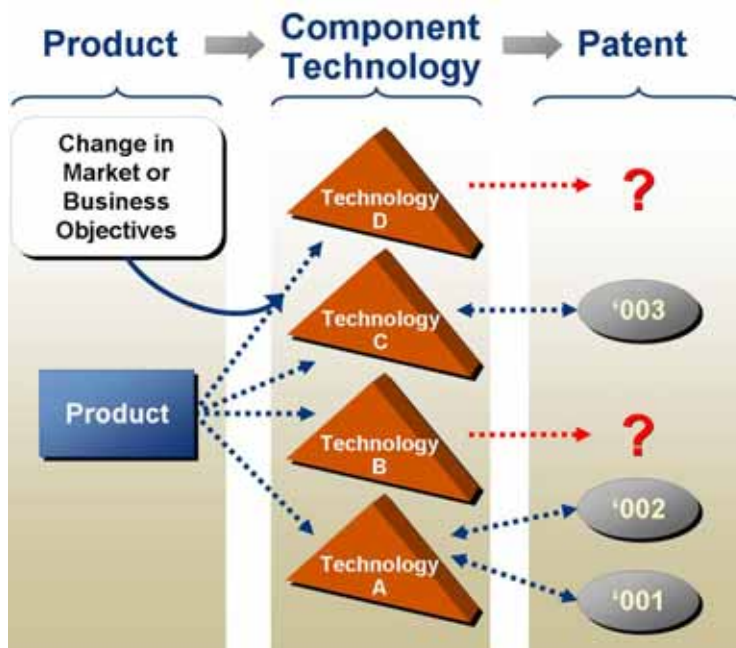 Product
Component
Technology
Patent
Change in
Market or
Business
Objectives
Technology
D
?
Technology
C
‘003
Product
Technology
B
?
‘002
Technology
A
‘001